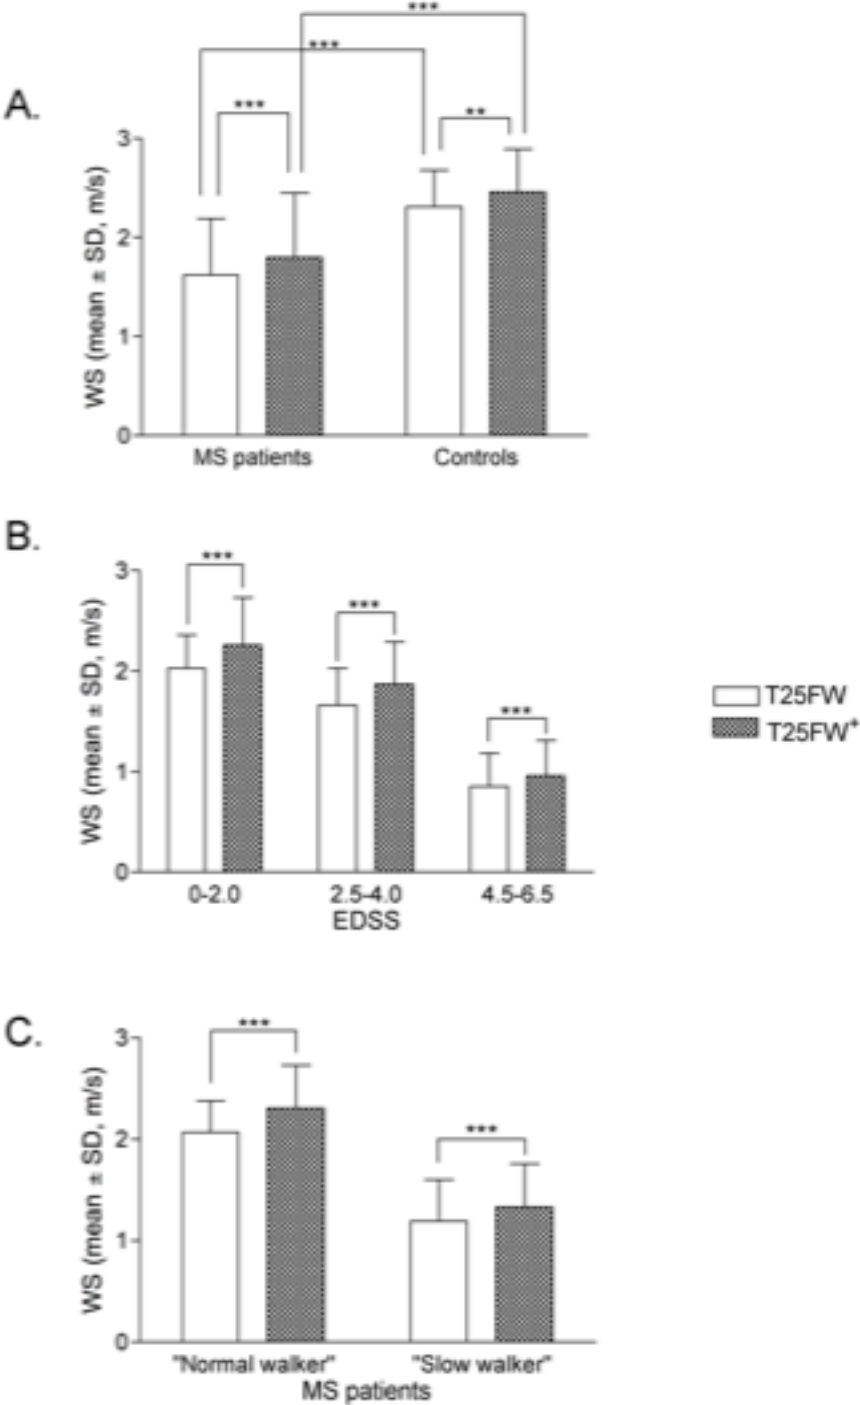 ***
***
A.
***
**
3
2
1
0
WS (mean ± SD, m/s)
MS patients Controls
B.
***
***
***
3
2
1
0
WS (mean ± SD, m/s)
0-2.0 2.5-4.0 4.5-6.5
EDSS
T25FW
T25FW+
C.
***
***
3
2
1
0
WS (mean ± SD, m/s)
"Normal walker" "Slow walker"
MS patients